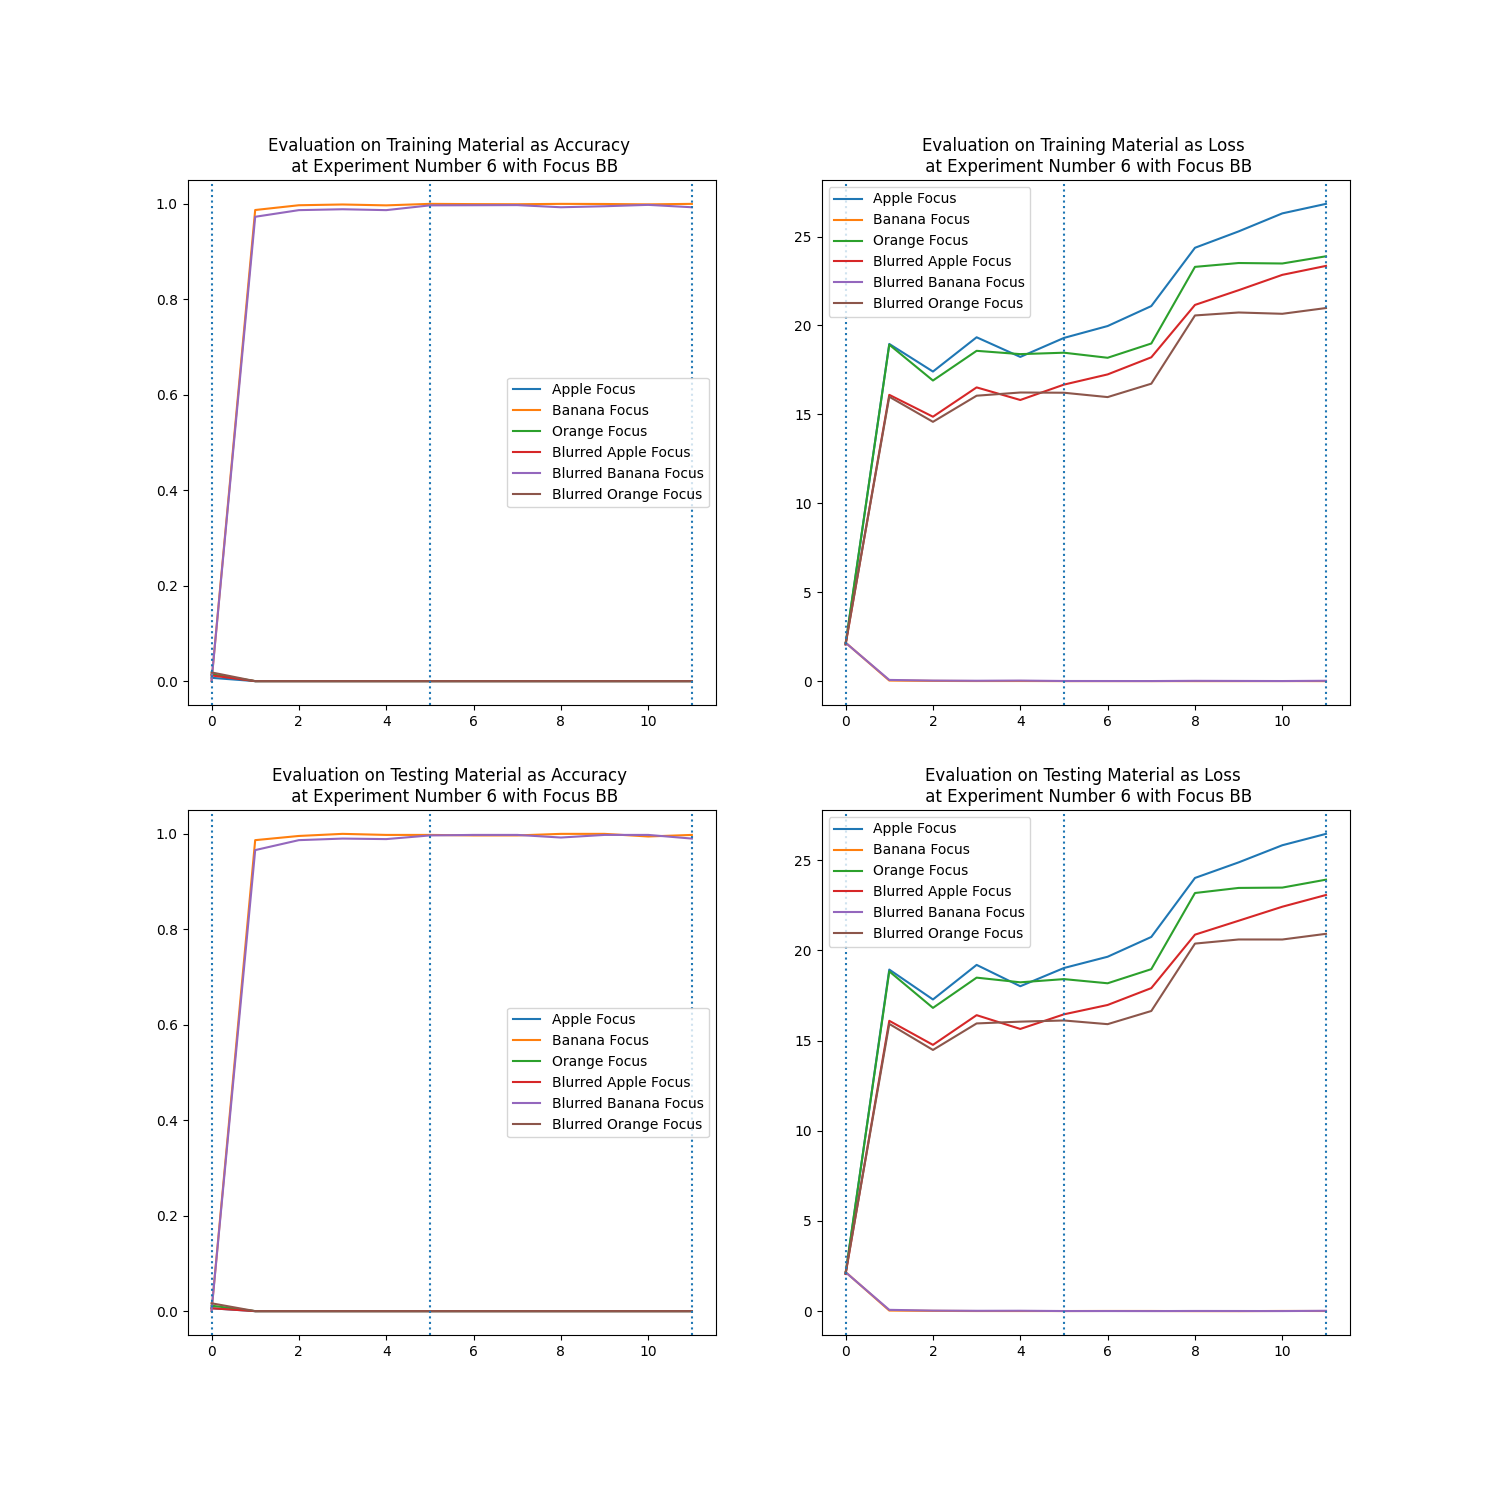 Evaluation on Training Material as Accuracy
at Experiment Number 6 with Focus BB
1.0
0.8
0.6
0.4
0.2
0.0
0 2 4 6 8 10
Apple Focus
Banana Focus
Orange Focus
Blurred Apple Focus
Blurred Banana Focus
Blurred Orange Focus
Evaluation on Training Material as Loss
at Experiment Number 6 with Focus BB
25
20
15
10
5
0
0 2 4 6 8 10
Apple Focus
Banana Focus
Orange Focus
Blurred Apple Focus
Blurred Banana Focus
Blurred Orange Focus
Evaluation on Testing Material as Accuracy
at Experiment Number 6 with Focus BB
1.0
0.8
0.6
0.4
0.2
0.0
0 2 4 6 8 10
Apple Focus
Banana Focus
Orange Focus
Blurred Apple Focus
Blurred Banana Focus
Blurred Orange Focus
Evaluation on Testing Material as Loss
at Experiment Number 6 with Focus BB
25
20
15
10
5
0
0 2 4 6 8 10
Apple Focus
Banana Focus
Orange Focus
Blurred Apple Focus
Blurred Banana Focus
Blurred Orange Focus